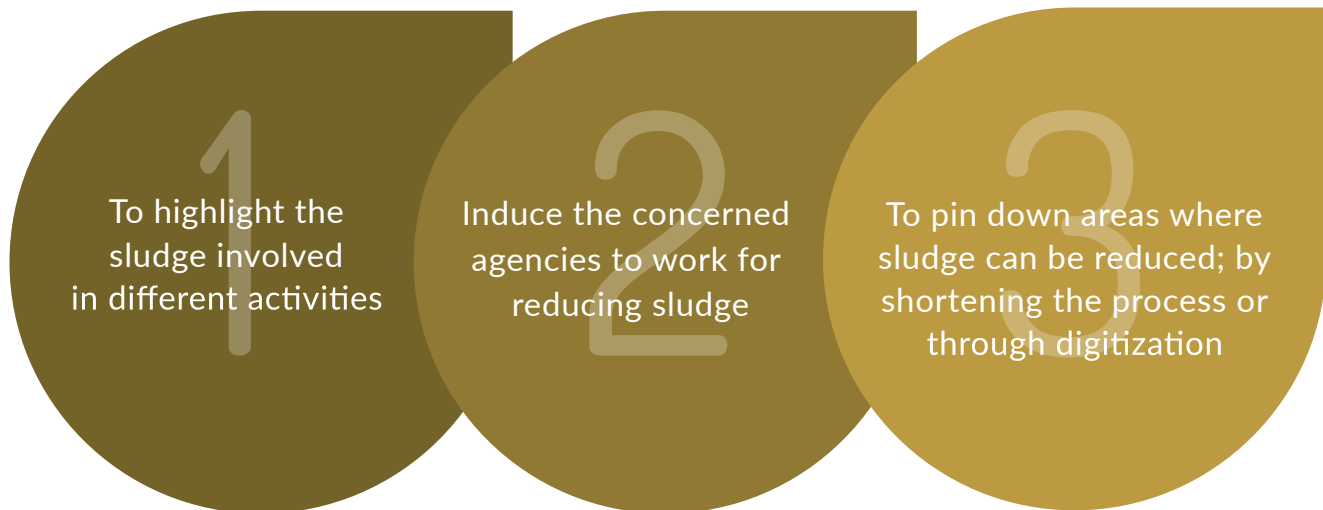 1
To highlight the
sludge involved
in different activities
2
Induce the concerned
agencies to work for
reducing sludge
3
To pin down areas where
sludge can be reduced; by
shortening the process or
through digitization